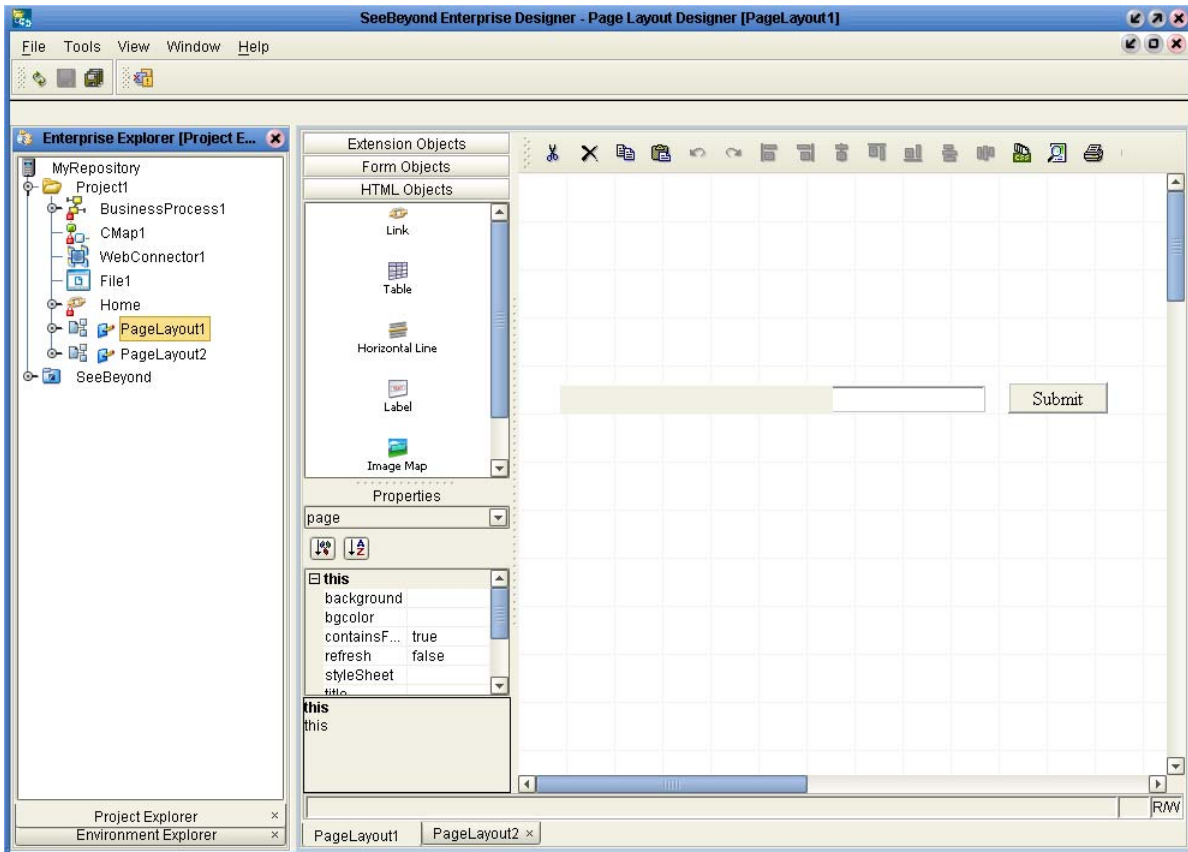 SeeBeyond Enterprise Designer - Page Layout Designer [PageLayout1]
File Tools View Window Help
Enterprise Explorer [Project E...
MyRepository
Project1
BusinessProcess1
CMap1
WebConnector1
File1
Home
PageLayout1
PageLayout2
SeeBeyond
Project Explorer ×
Environment Explorer ×
Extension Objects
Form Objects
HTML Objects
Link
Table
Horizontal Line
Label
Image Map
Properties
page
this
background
bgcolor
containsF... true
refresh false
styleSheet
title
this
this
Submit
R/W
PageLayout1
PageLayout2 ×